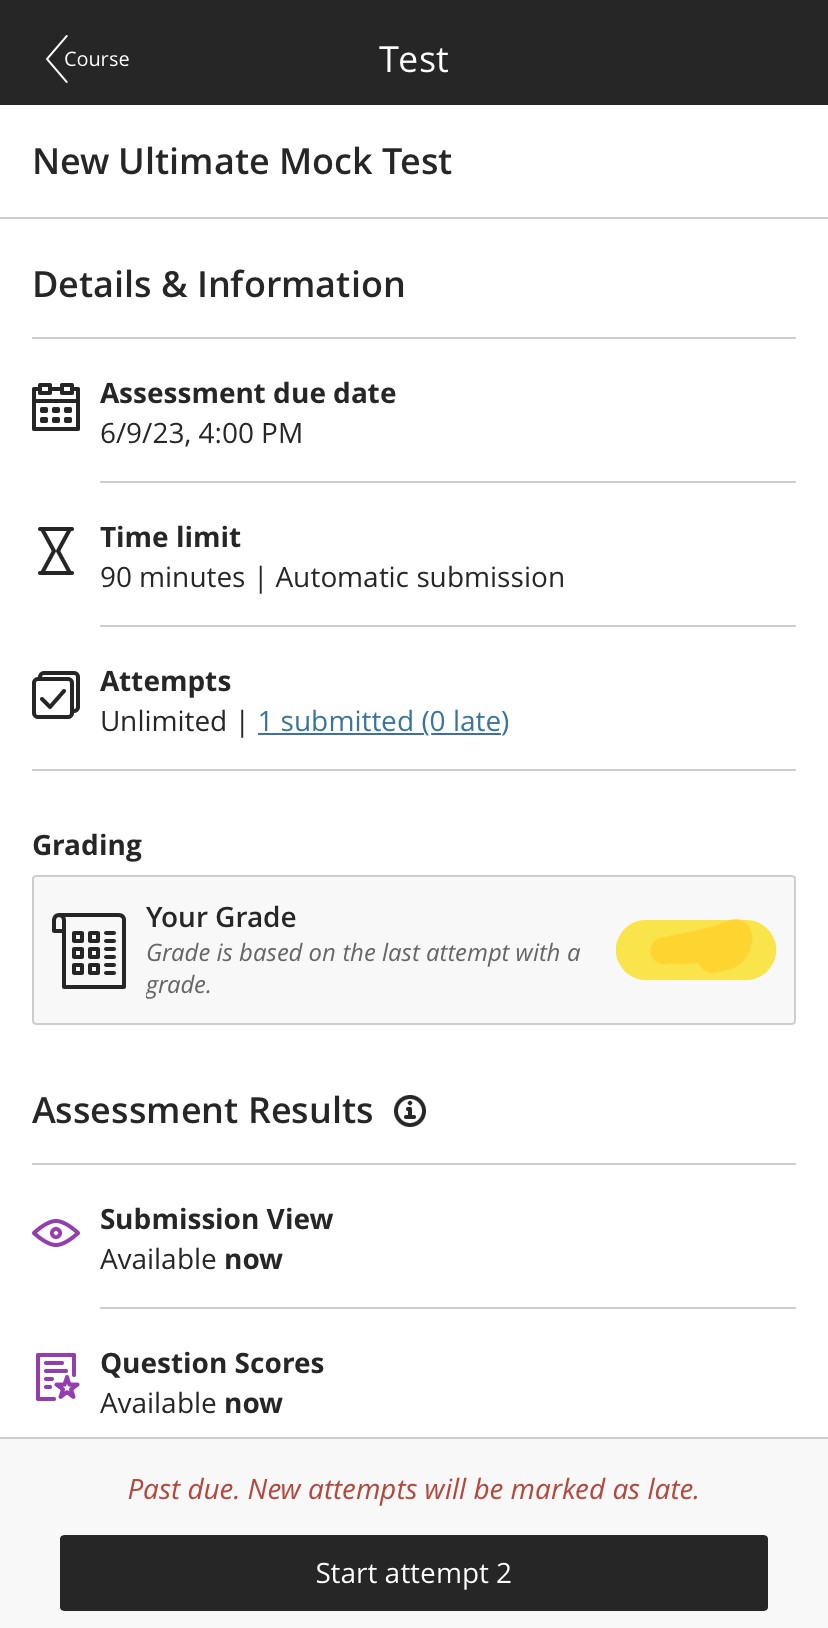 Course
Test
New Ultimate Mock Test
Details & Information
Assessment due date
6/9/23, 4:00 PM
Time limit
90 minutes | Automatic submission
Attempts
Unlimited | 1 submitted (0 late)
Grading
Your Grade
Grade is based on the last attempt with a
grade.
Assessment Results
Submission View
Available now
Question Scores
Available now
Past due. New attempts will be marked as late.
Start attempt 2